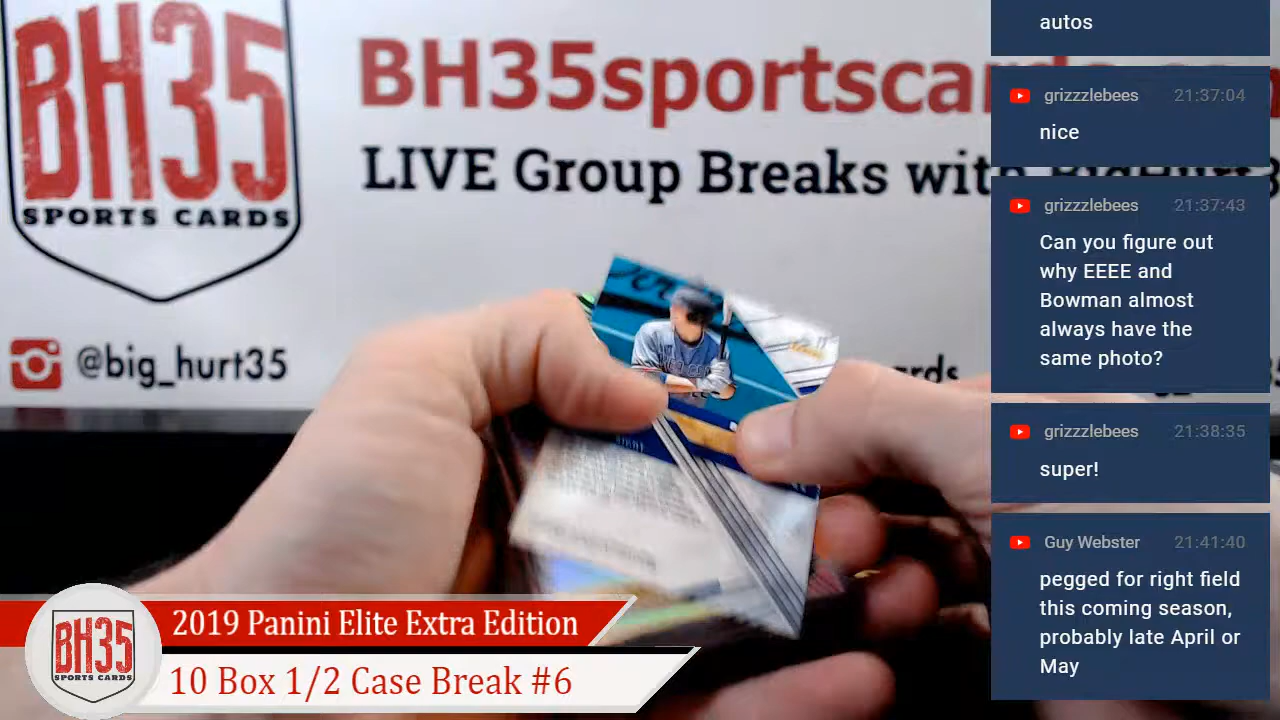 BH35
SPORTS CARDS
BH35sportscard
LIVE Group Breaks with BigHurt3
@big_hurt35
autos
grizzzlebees 21:37:04
nice
grizzzlebees 21:37:43
Can you figure out
why EEEE and
Bowman almost
always have the
same photo?
grizzzlebees 21:38:35
super!
Guy Webster 21:41:40
pegged for right field
this coming season,
probably late April or
May
BH35
SPORTS CARDS
2019 Panini Elite Extra Edition
10 Box 1/2 Case Break #6